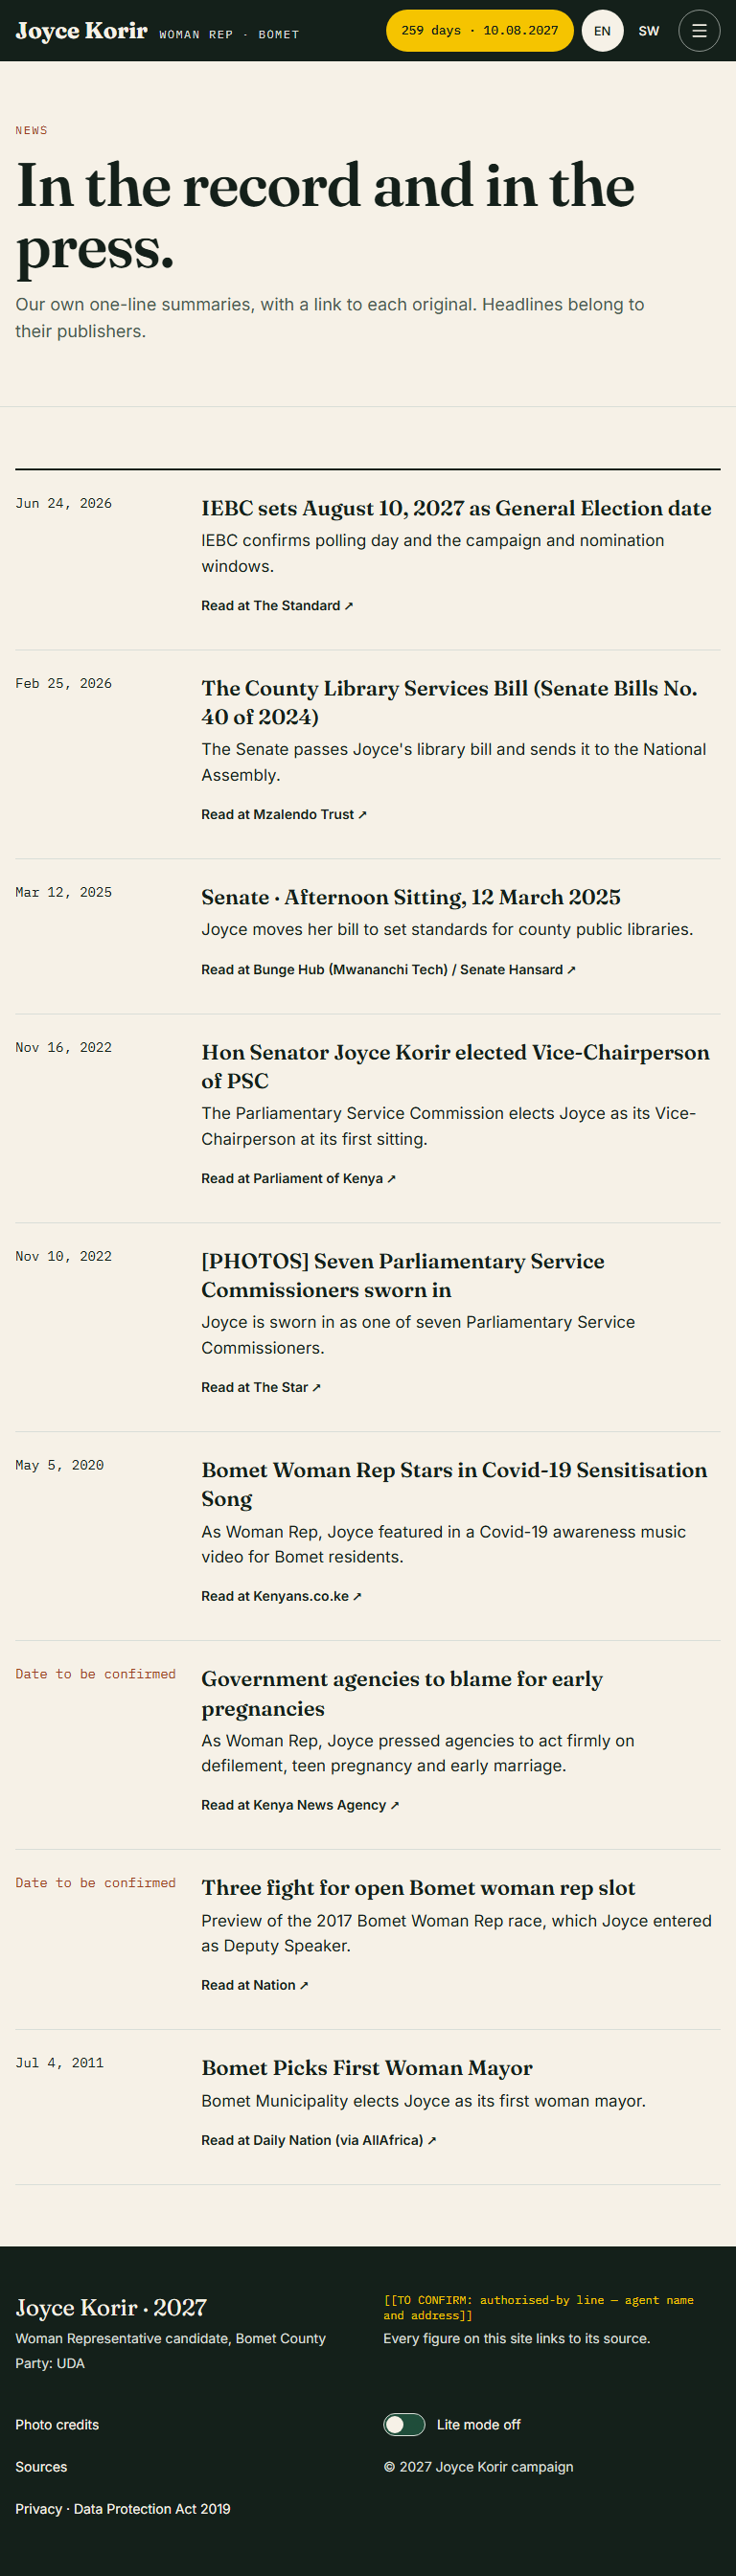 Joyce Korir WOMAN REP · BOMET
259 days · 10.08.2027
EN
SW
NEWS
In the record and in the
press.
Our own one-line summaries, with a link to each original. Headlines belong to
their publishers.
Jun 24, 2026
IEBC sets August 10, 2027 as General Election date
IEBC confirms polling day and the campaign and nomination
windows.
Read at The Standard ↗
Feb 25, 2026
The County Library Services Bill (Senate Bills No.
40 of 2024)
The Senate passes Joyce's library bill and sends it to the National
Assembly.
Read at Mzalendo Trust ↗
Mar 12, 2025
Senate · Afternoon Sitting, 12 March 2025
Joyce moves her bill to set standards for county public libraries.
Read at Bunge Hub (Mwananchi Tech) / Senate Hansard ↗
Nov 16, 2022
Hon Senator Joyce Korir elected Vice-Chairperson
of PSC
The Parliamentary Service Commission elects Joyce as its Vice-
Chairperson at its first sitting.
Read at Parliament of Kenya ↗
Nov 10, 2022
[PHOTOS] Seven Parliamentary Service
Commissioners sworn in
Joyce is sworn in as one of seven Parliamentary Service
Commissioners.
Read at The Star ↗
May 5, 2020
Bomet Woman Rep Stars in Covid-19 Sensitisation
Song
As Woman Rep, Joyce featured in a Covid-19 awareness music
video for Bomet residents.
Read at Kenyans.co.ke ↗
Date to be confirmed
Government agencies to blame for early
pregnancies
As Woman Rep, Joyce pressed agencies to act firmly on
defilement, teen pregnancy and early marriage.
Read at Kenya News Agency ↗
Date to be confirmed
Three fight for open Bomet woman rep slot
Preview of the 2017 Bomet Woman Rep race, which Joyce entered
as Deputy Speaker.
Read at Nation ↗
Jul 4, 2011
Bomet Picks First Woman Mayor
Bomet Municipality elects Joyce as its first woman mayor.
Read at Daily Nation (via AllAfrica) ↗
Joyce Korir · 2027
Woman Representative candidate, Bomet County
Party: UDA
[[TO CONFIRM: authorised-by line — agent name
and address]]
Every figure on this site links to its source.
Photo credits
Sources
Privacy · Data Protection Act 2019
Lite mode off
© 2027 Joyce Korir campaign